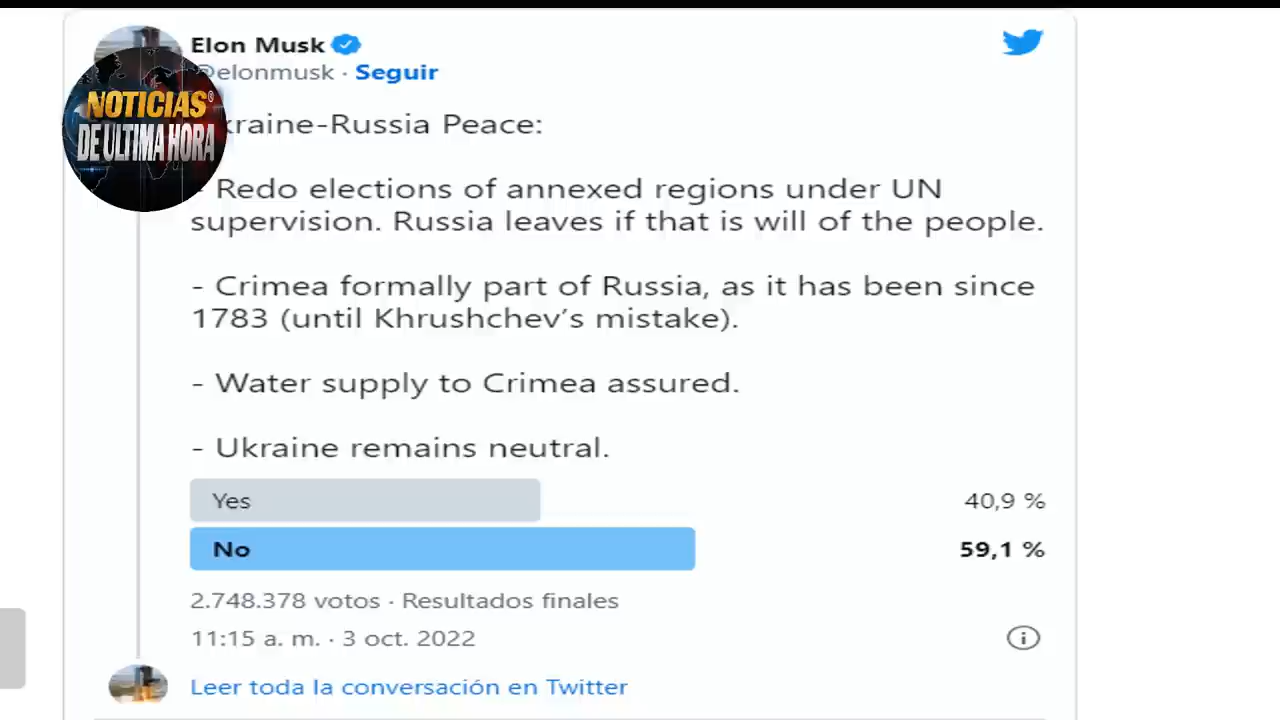 Elon Musk
@elonmusk · Seguir
NOTICIAS®
DE ULTIMA HORA
kraine-Russia Peace:
- Redo elections of annexed regions under UN
supervision. Russia leaves if that is will of the people.
- Crimea formally part of Russia, as it has been since
1783 (until Khrushchev’s mistake).
- Water supply to Crimea assured.
- Ukraine remains neutral.
Yes 40,9 %
No 59,1 %
2.748.378 votos · Resultados finales
11:15 a. m. · 3 oct. 2022
Leer toda la conversación en Twitter